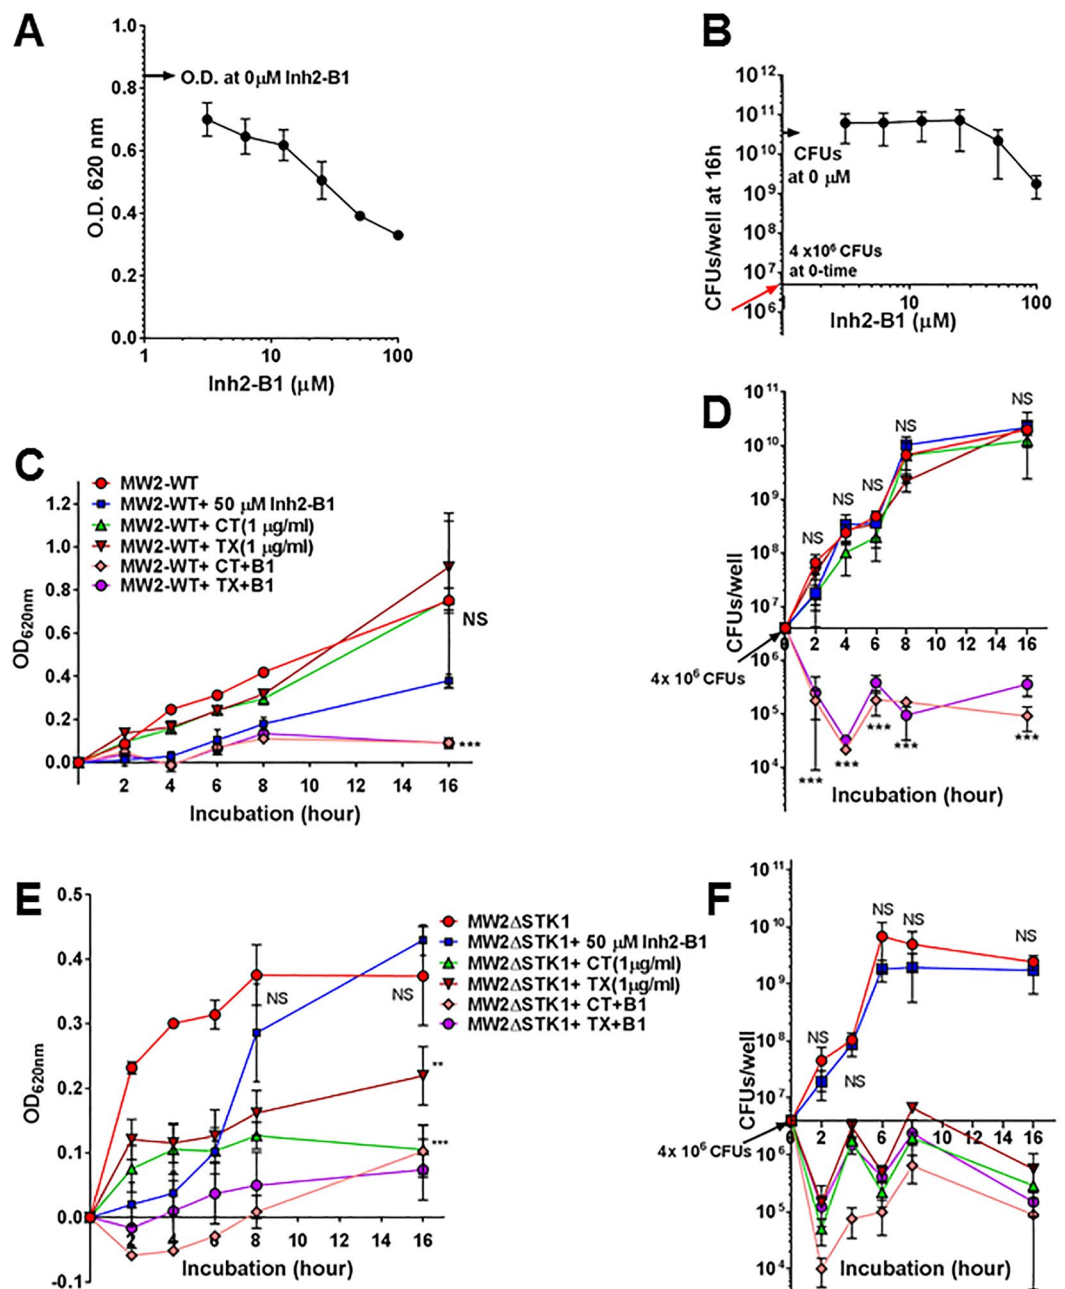 A
1.0
0.8
0.6
0.4
0.2
0.0
O.D. 620 nm
O.D. at 0μM Inh2-B1
1 10 100
Inh2-B1 (μM)
B
10¹²
10¹¹
10¹⁰
10⁹
10⁸
10⁷
10⁶
CFUs/well at 16h
CFUs
at 0 μM
4 x10⁶ CFUs
at 0-time
10 100
Inh2-B1 (μM)
C
MW2-WT
MW2-WT+ 50 μM Inh2-B1
MW2-WT+ CT(1 μg/ml)
MW2-WT+ TX(1 μg/ml)
MW2-WT+ CT+B1
MW2-WT+ TX+B1
1.2
1.0
0.8
0.6
0.4
0.2
0.0
OD620nm
NS
***
2 4 6 8 10 12 14 16
Incubation (hour)
D
10¹¹
10¹⁰
10⁹
10⁸
10⁷
10⁶
10⁵
10⁴
CFUs/well
NS NS NS NS NS
0 2 4 6 8 10 12 14 16
4x 10⁶ CFUs
*** *** *** *** ***
Incubation (hour)
E
0.5
0.4
0.3
0.2
0.1
0.0
-0.1
OD620nm
MW2ΔSTK1
MW2ΔSTK1+ 50 μM Inh2-B1
MW2ΔSTK1+ CT(1μg/ml)
MW2ΔSTK1+ TX(1μg/ml)
MW2ΔSTK1+ CT+B1
MW2ΔSTK1+ TX+B1
NS NS
**
***
2 4 6 8 10 12 14 16
Incubation (hour)
F
10¹¹
10¹⁰
10⁹
10⁸
10⁷
10⁶
10⁵
10⁴
CFUs/well
NS NS NS NS NS
4x 10⁶ CFUs
0 2 4 6 8 10 12 14 16
Incubation (hour)